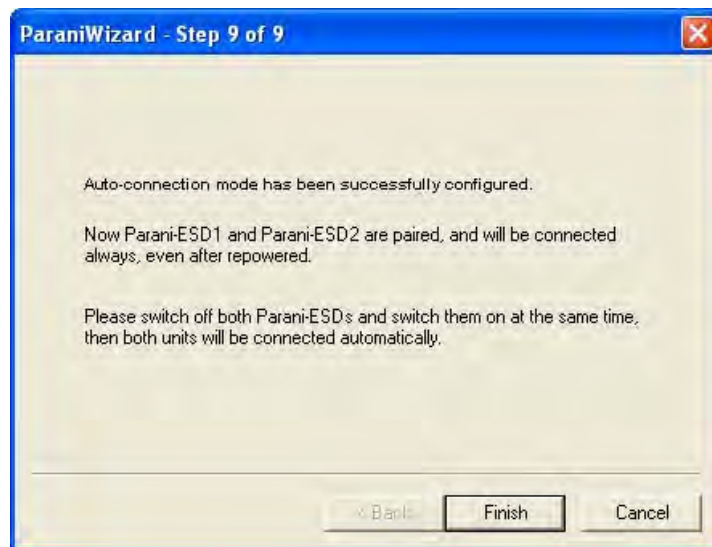 ParaniWizard - Step 9 of 9
Auto-connection mode has been successfully configured.
Now Parani-ESD1 and Parani-ESD2 are paired, and will be connected
always, even after repowered.
Please switch off both Parani-ESDs and switch them on at the same time,
then both units will be connected automatically.
< Back Finish Cancel